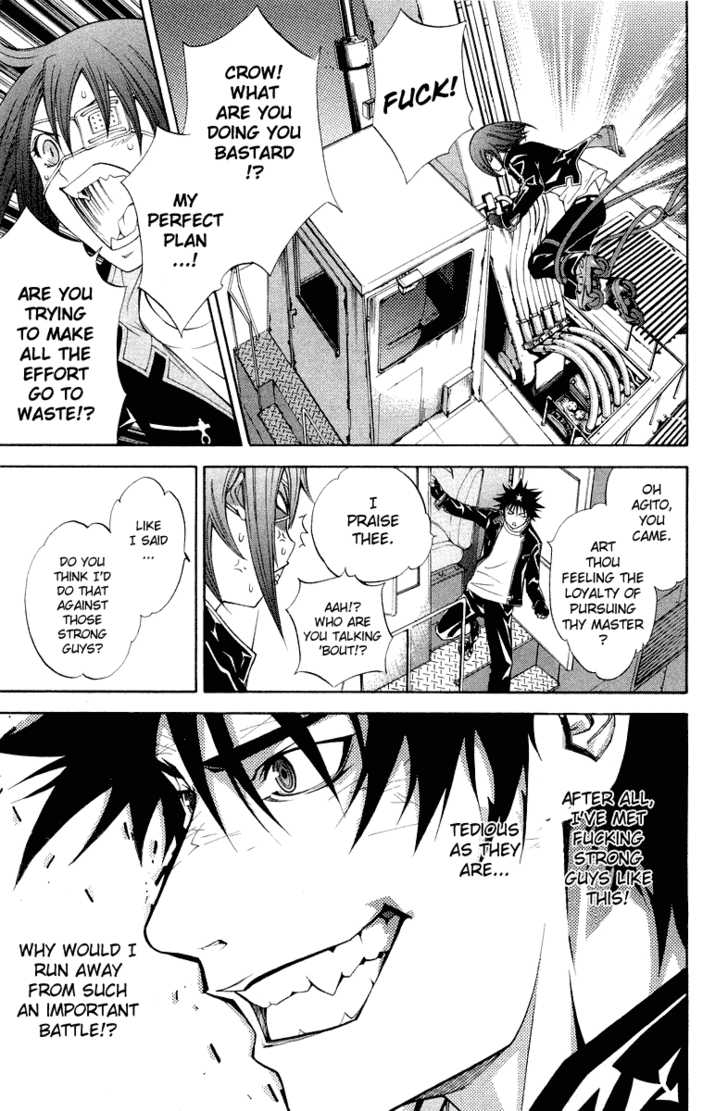 FUCK!
CROW!
WHAT
ARE YOU
DOING YOU
BASTARD
!?
MY
PERFECT
PLAN
...!
ARE YOU
TRYING
TO MAKE
ALL THE
EFFORT
GO TO
WASTE!?
OH
AGITO,
YOU
CAME.
ART
THOU
FEELING THE
LOYALTY OF
PURSUING
THY MASTER
?
I
PRAISE
THEE.
AAH!?
WHO ARE
YOU TALKING
'BOUT!?
LIKE
I SAID
...
DO YOU
THINK I'D
DO THAT
AGAINST
THOSE
STRONG
GUYS?
AFTER ALL,
I'VE MET
FUCKING
STRONG
GUYS LIKE
THIS!
TEDIOUS
AS THEY
ARE...
WHY WOULD I
RUN AWAY
FROM SUCH
AN IMPORTANT
BATTLE!?